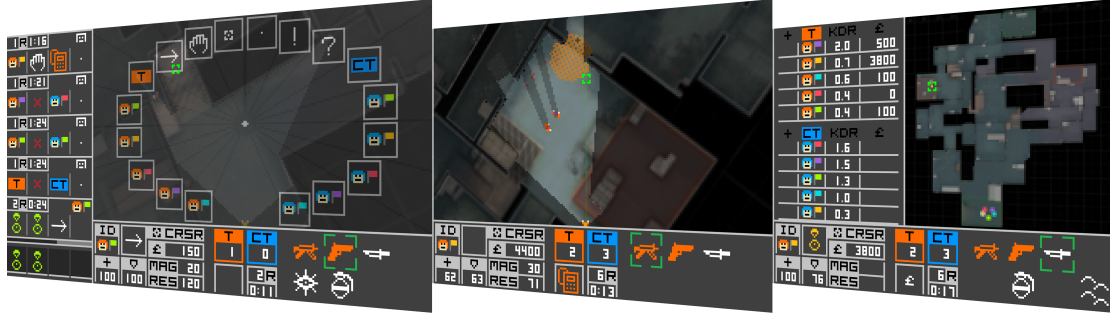 1R1:16
1R1:21
1R1:24
T
CT
1R1:24
T CT
2R0:24
! ?
ID
CRSR
£ 150
+ 100
100
MAG 20
RES 120
T 1
CT 0
2R
0:11
ID
CRSR
£ 4400
+ 62
63
MAG 30
RES 71
T 2
CT 3
6R
0:13
+ T KDR £
2.0 500
0.7 3800
0.6 100
0.4 0
0.4 100
+ CT KDR £
1.6
1.5
1.3
1.0
0.3
ID
CRSR
£ 3800
+ 100
76
MAG
RES
T 2
CT 3
£
6R
0:17